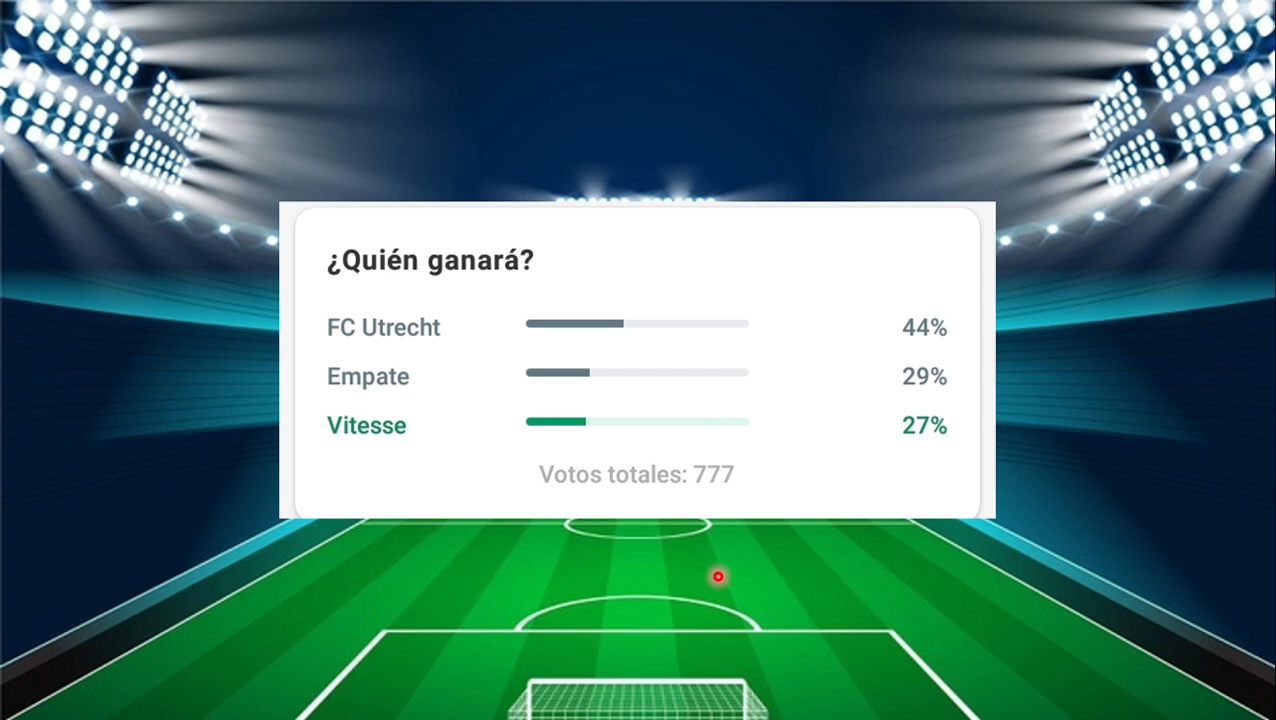 ¿Quién ganará?
FC Utrecht 44%
Empate 29%
Vitesse 27%
Votos totales: 777